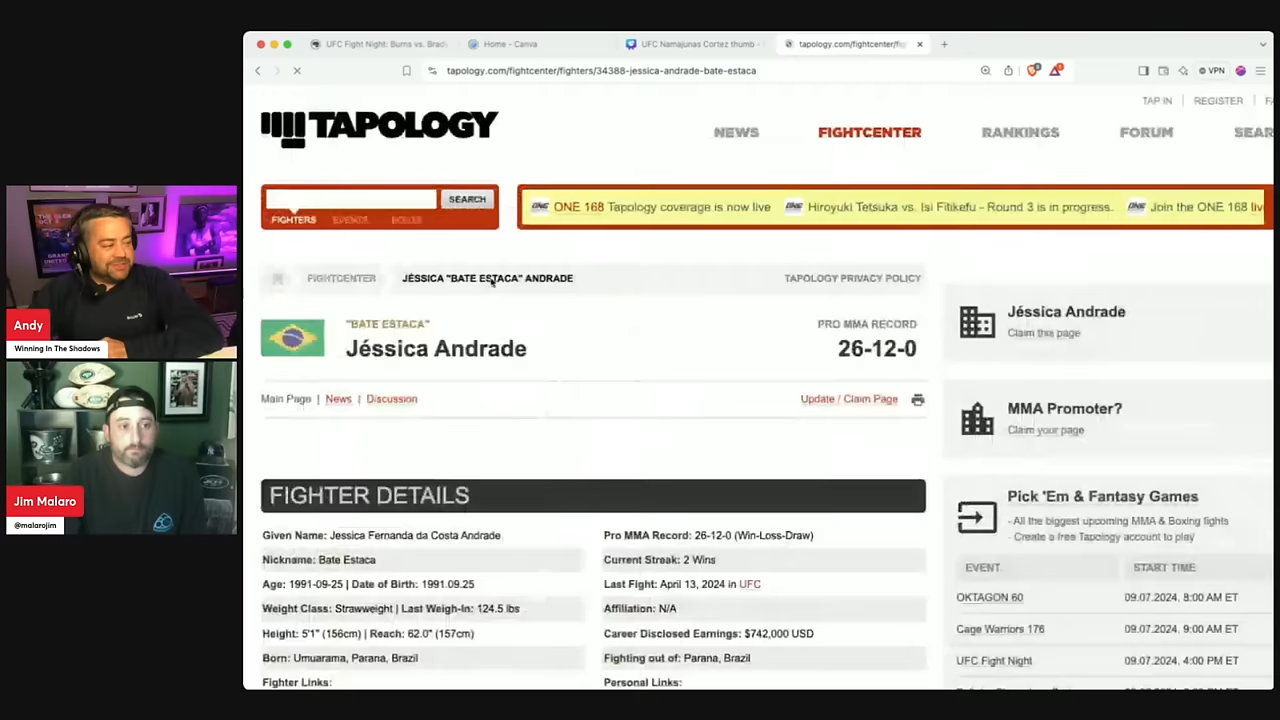 UFC Fight Night: Burns vs. Brad
Home - Canva
UFC Namajunas Cortez thumb -
tapology.com/fightcenter/fig
tapology.com/fightcenter/fighters/34388-jessica-andrade-bate-estaca
VPN
TAP IN
REGISTER
TAPOLOGY
NEWS
FIGHTCENTER
RANKINGS
FORUM
SEAR
SEARCH
FIGHTERS
EVENTS
ONE 168 Tapology coverage is now live
Hiroyuki Tetsuka vs. Isi Fitikefu - Round 3 is in progress.
Join the ONE 168 liv
FIGHTCENTER
JÉSSICA "BATE ESTACA" ANDRADE
TAPOLOGY PRIVACY POLICY
"BATE ESTACA"
PRO MMA RECORD
Jéssica Andrade
26-12-0
Main Page | News | Discussion
Update / Claim Page
Jéssica Andrade
Claim this page
MMA Promoter?
Claim your page
Pick 'Em & Fantasy Games
- All the biggest upcoming MMA & Boxing fights
- Create a free Tapology account to play
EVENT
START TIME
OKTAGON 60
09.07.2024, 8:00 AM ET
Cage Warriors 176
09.07.2024, 9:00 AM ET
UFC Fight Night
09.07.2024, 4:00 PM ET
FIGHTER DETAILS
Given Name: Jessica Fernanda da Costa Andrade
Pro MMA Record: 26-12-0 (Win-Loss-Draw)
Nickname: Bate Estaca
Current Streak: 2 Wins
Age: 1991-09-25 | Date of Birth: 1991.09.25
Last Fight: April 13, 2024 in UFC
Weight Class: Strawweight | Last Weigh-In: 124.5 lbs
Affiliation: N/A
Height: 5'1" (156cm) | Reach: 62.0" (157cm)
Career Disclosed Earnings: $742,000 USD
Born: Umuarama, Parana, Brazil
Fighting out of: Parana, Brazil
Fighter Links:
Personal Links:
Andy
Winning In The Shadows
Jim Malaro
@malarojim